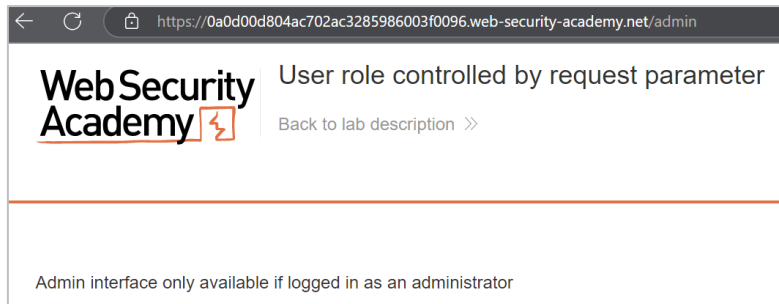 https://0a0d00d804ac702ac3285986003f0096.web-security-academy.net/admin
Web Security
Academy
User role controlled by request parameter
Back to lab description
Admin interface only available if logged in as an administrator